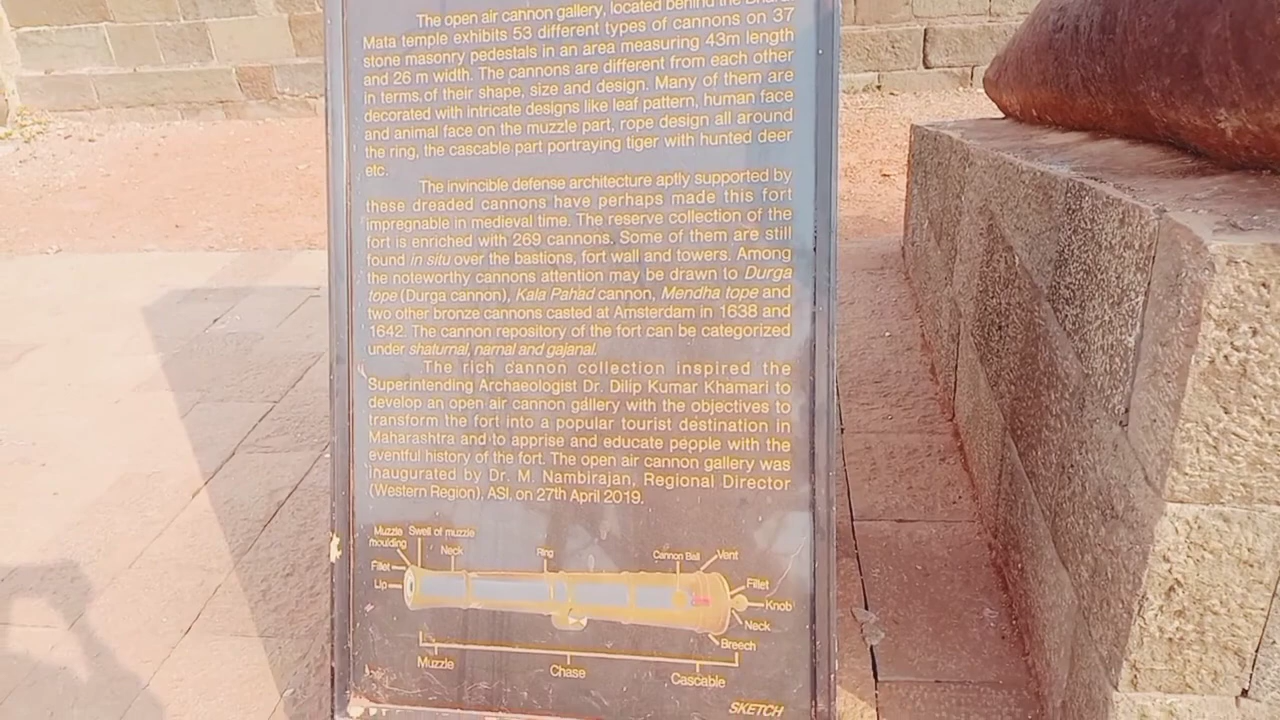 The open air cannon gallery, located behind the Bharat
Mata temple exhibits 53 different types of cannons on 37
stone masonry pedestals in an area measuring 43m length
and 26 m width. The cannons are different from each other
in terms of their shape, size and design. Many of them are
decorated with intricate designs like leaf pattern, human face
and animal face on the muzzle part, rope design all around
the ring, the cascable part portraying tiger with hunted deer
etc.
The invincible defense architecture aptly supported by
these dreaded cannons have perhaps made this fort
impregnable in medieval time. The reserve collection of the
fort is enriched with 269 cannons. Some of them are still
found in situ over the bastions, fort wall and towers. Among
the noteworthy cannons attention may be drawn to Durga
tope (Durga cannon), Kala Pahad cannon, Mendha tope and
two other bronze cannons casted at Amsterdam in 1638 and
1642. The cannon repository of the fort can be categorized
under shaturnal, narnal and gajanal.
The rich cannon collection inspired the
Superintending Archaeologist Dr. Dilip Kumar Khamari to
develop an open air cannon gallery with the objectives to
transform the fort into a popular tourist destination in
Maharashtra and to apprise and educate people with the
eventful history of the fort. The open air cannon gallery was
inaugurated by Dr. M. Nambirajan, Regional Director
(Western Region), ASI, on 27th April 2019.
Muzzle moulding
Swell of muzzle
Neck
Ring
Cannon Ball
Vent
Fillet
Lip
Fillet
Knob
Neck
Breech
Muzzle
Chase
Cascable
SKETCH